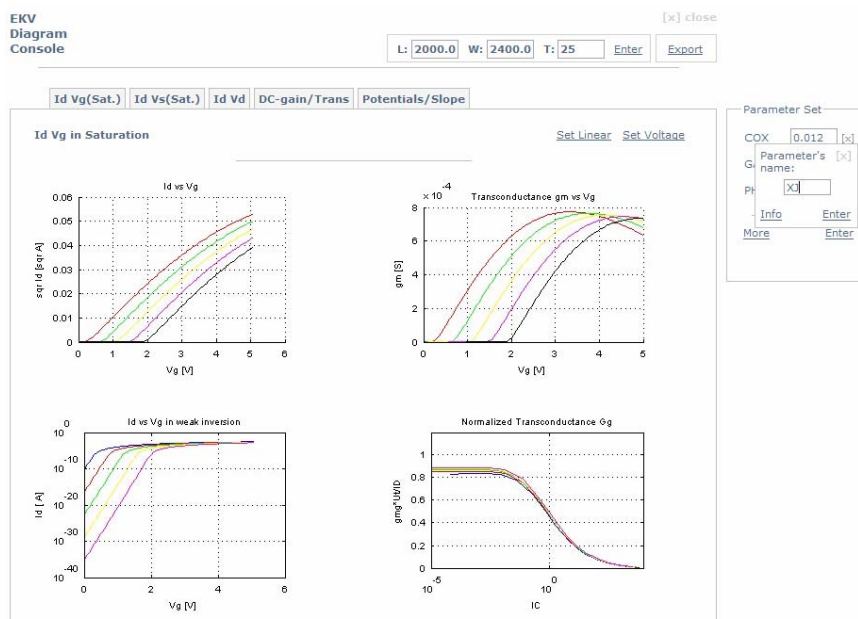 EKV
Diagram
Console
[x] close
L: 2000.0 W: 2400.0 T: 25 Enter Export
Id Vg(Sat.) Id Vs(Sat.) Id Vd DC-gain/Trans Potentials/Slope
Id Vg in Saturation
Set Linear Set Voltage
Parameter Set
COX 0.012 [x]
Parameter's name: [x]
XJ
Info Enter
More Enter
Id vs Vg
0.06
0.05
0.04
0.03
0.02
0.01
0
sqr Id [sqr A]
0 1 2 3 4 5 6
Vg [V]
× 10 -4
Transconductance gm vs Vg
8
6
4
2
0
gm [S]
0 1 2 3 4 5
Vg [V]
Id vs Vg in weak inversion
10 0
10 -10
10 -20
10 -30
10 -40
Id [ A]
0 2 4 6
Vg [V]
Normalized Transconductance Gg
1
0.8
0.6
0.4
0.2
0
gmg*Ut/ID
10 -5
10 0
IC